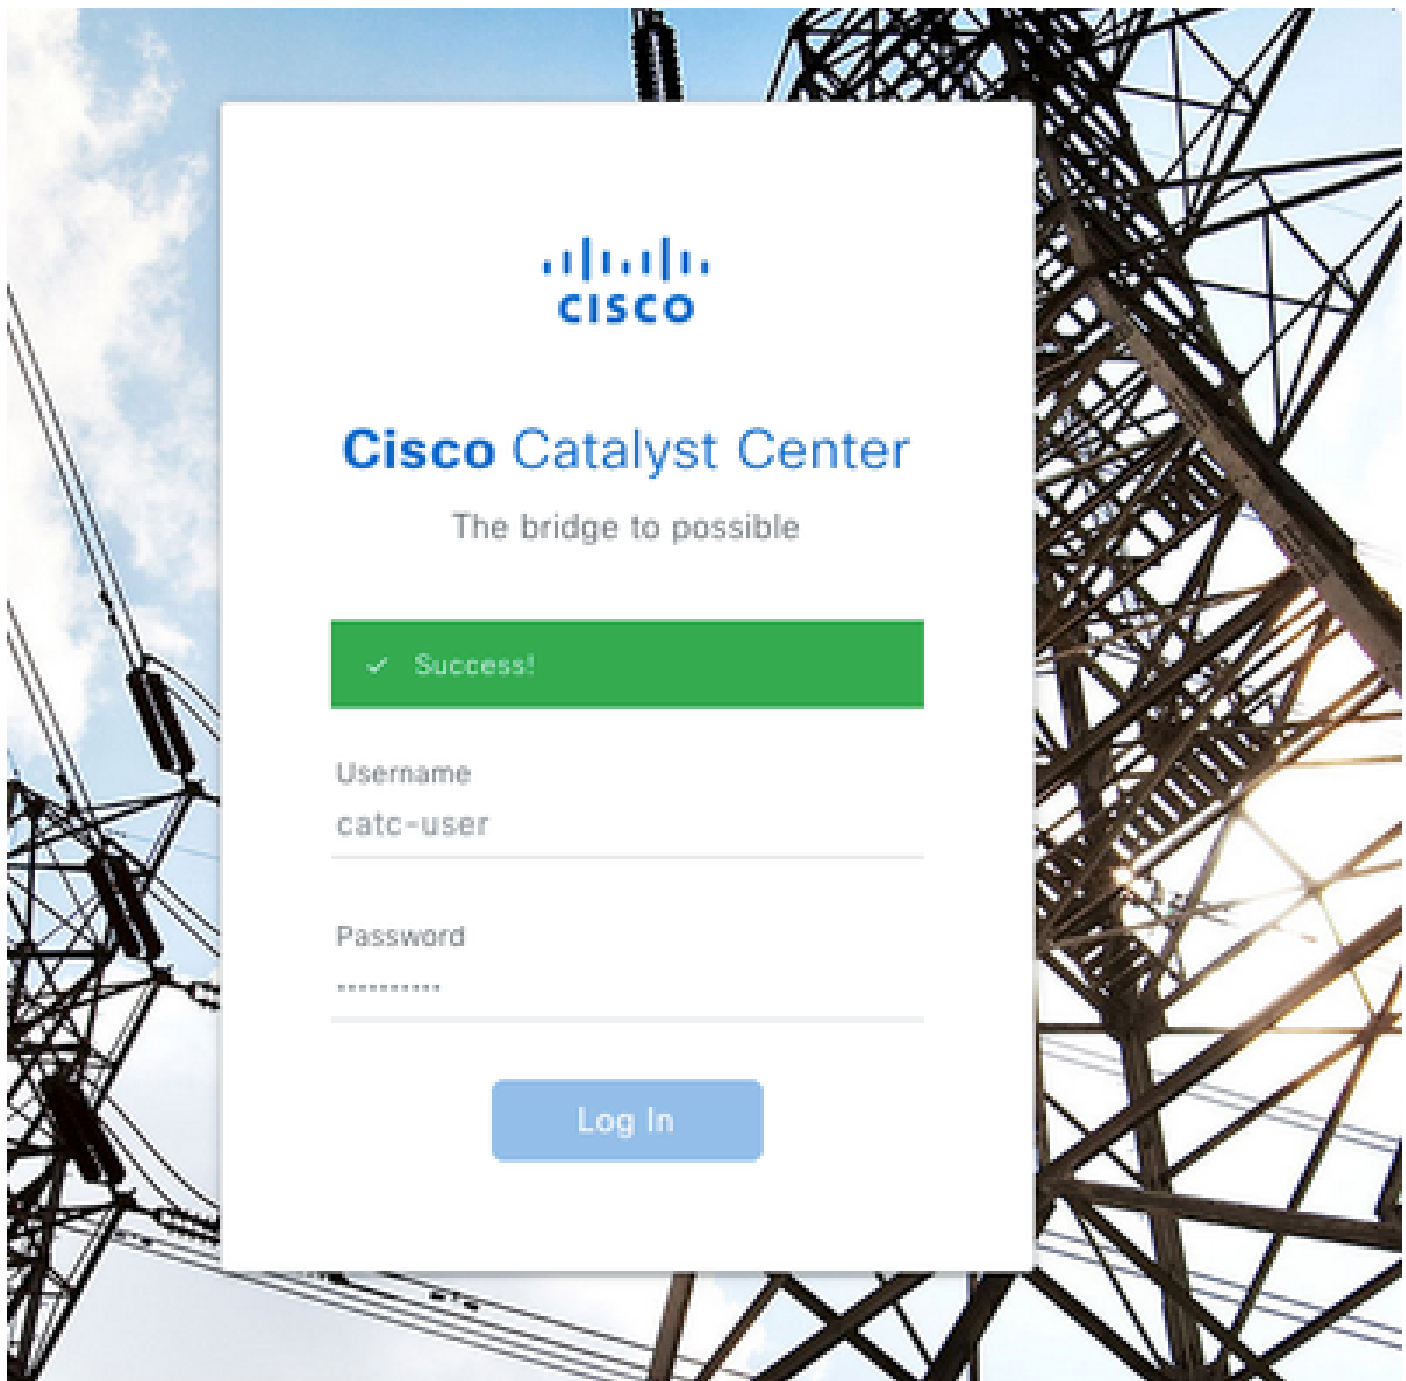 CISCO
Cisco Catalyst Center
The bridge to possible
Success!
Username
catc-user
Password
••••••••••
Log In